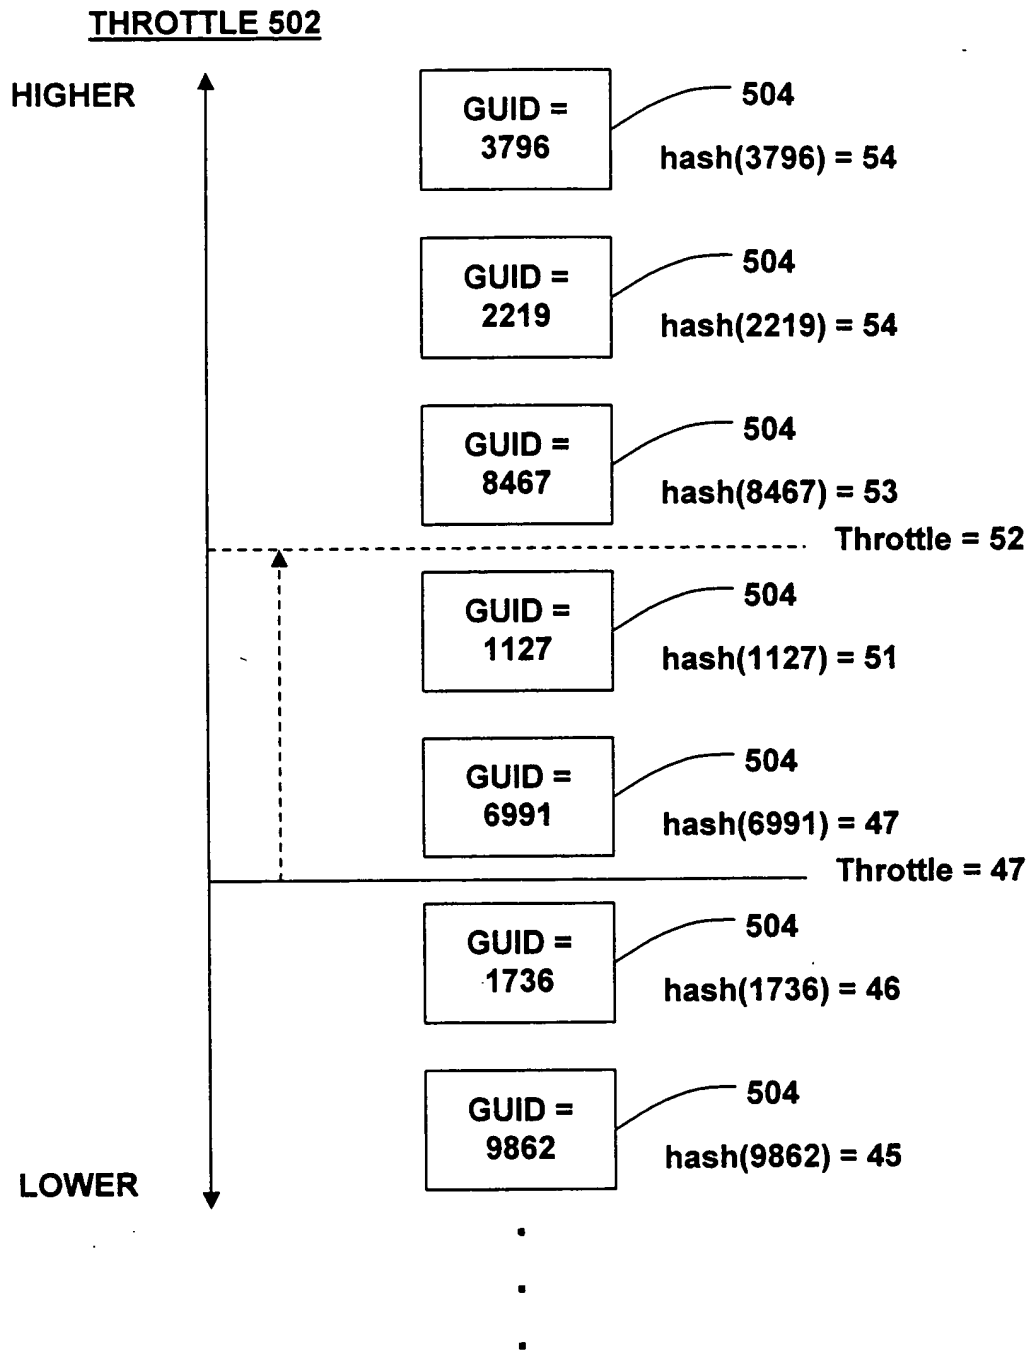 THROTTLE 502
HIGHER
GUID =
3796
504
hash(3796) = 54
GUID =
2219
504
hash(2219) = 54
GUID =
8467
504
hash(8467) = 53
Throttle = 52
GUID =
1127
504
hash(1127) = 51
GUID =
6991
504
hash(6991) = 47
Throttle = 47
GUID =
1736
504
hash(1736) = 46
GUID =
9862
504
hash(9862) = 45
LOWER
.
.
.